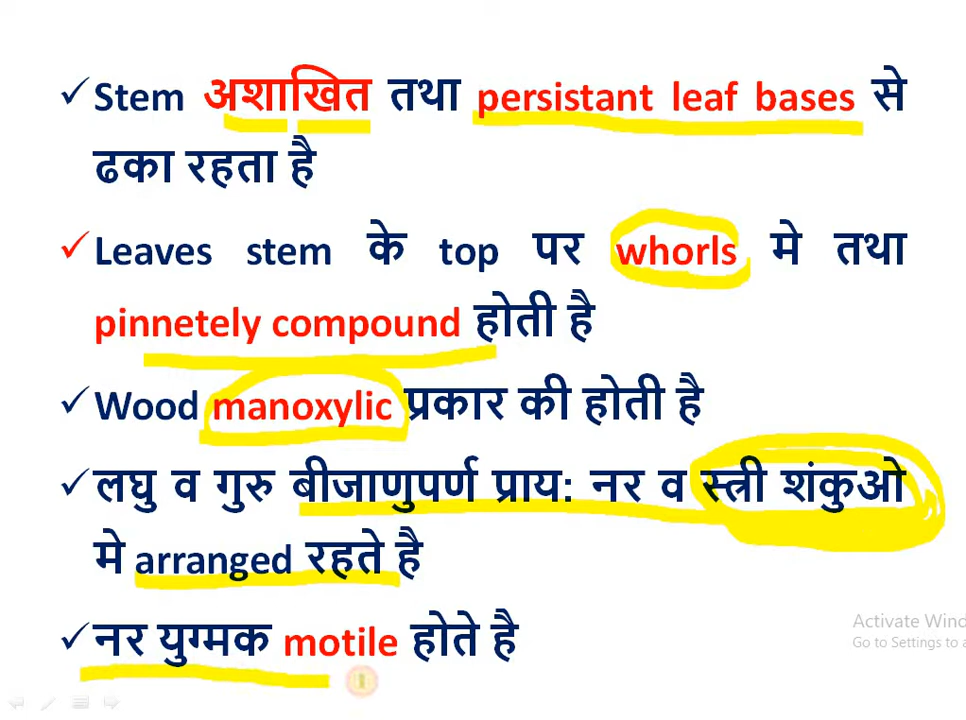 ✓ Stem अशाखित तथा persistant leaf bases से
ढका रहता है
✓ Leaves stem के top पर whorls मे तथा
pinnetely compound होती है
✓ Wood manoxylic प्रकार की होती है
✓ लघु व गुरु बीजाणुपर्ण प्राय: नर व स्त्री शंकुओ
मे arranged रहते है
✓ नर युग्मक motile होते है
Activate Wind
Go to Settings to a